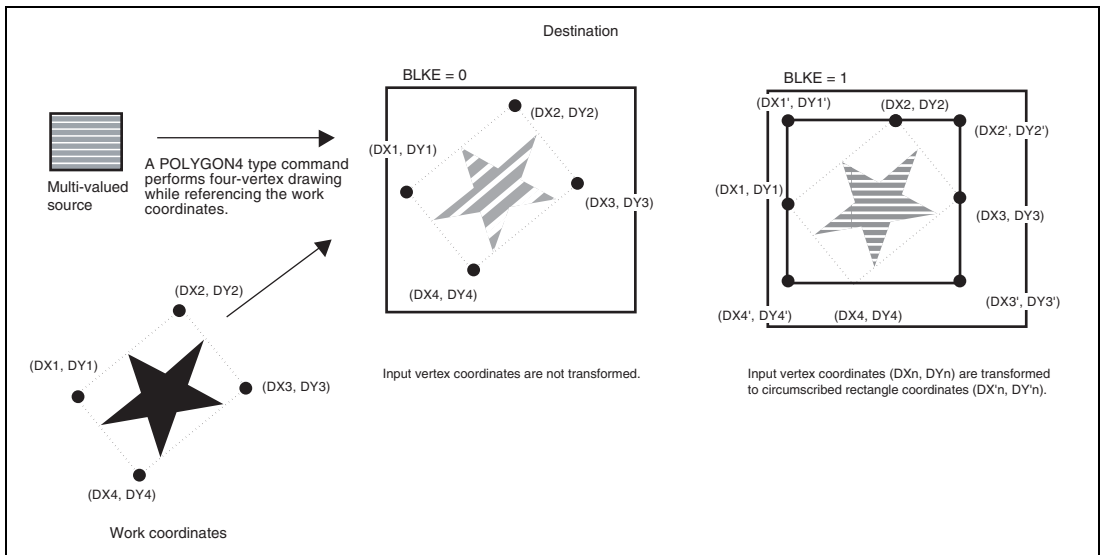 Destination
BLKE = 0
BLKE = 1
(DX2, DY2)
(DX1, DY1)
(DX3, DY3)
(DX4, DY4)
(DX1', DY1')
(DX2, DY2)
(DX2', DY2')
(DX1, DY1)
(DX3, DY3)
(DX3', DY3')
(DX4', DY4')
(DX4, DY4)
Multi-valued
source
A POLYGON4 type command
performs four-vertex drawing
while referencing the work
coordinates.
(DX2, DY2)
(DX1, DY1)
(DX3, DY3)
(DX4, DY4)
Work coordinates
Input vertex coordinates are not transformed.
Input vertex coordinates (DXn, DYn) are transformed
to circumscribed rectangle coordinates (DX'n, DY'n).